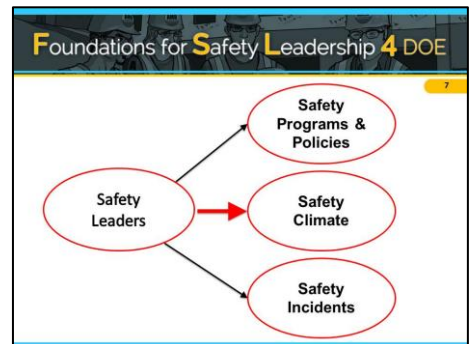 Foundations for Safety Leadership 4 DOE
7
Safety
Programs &
Policies
Safety
Leaders
Safety
Climate
Safety
Incidents